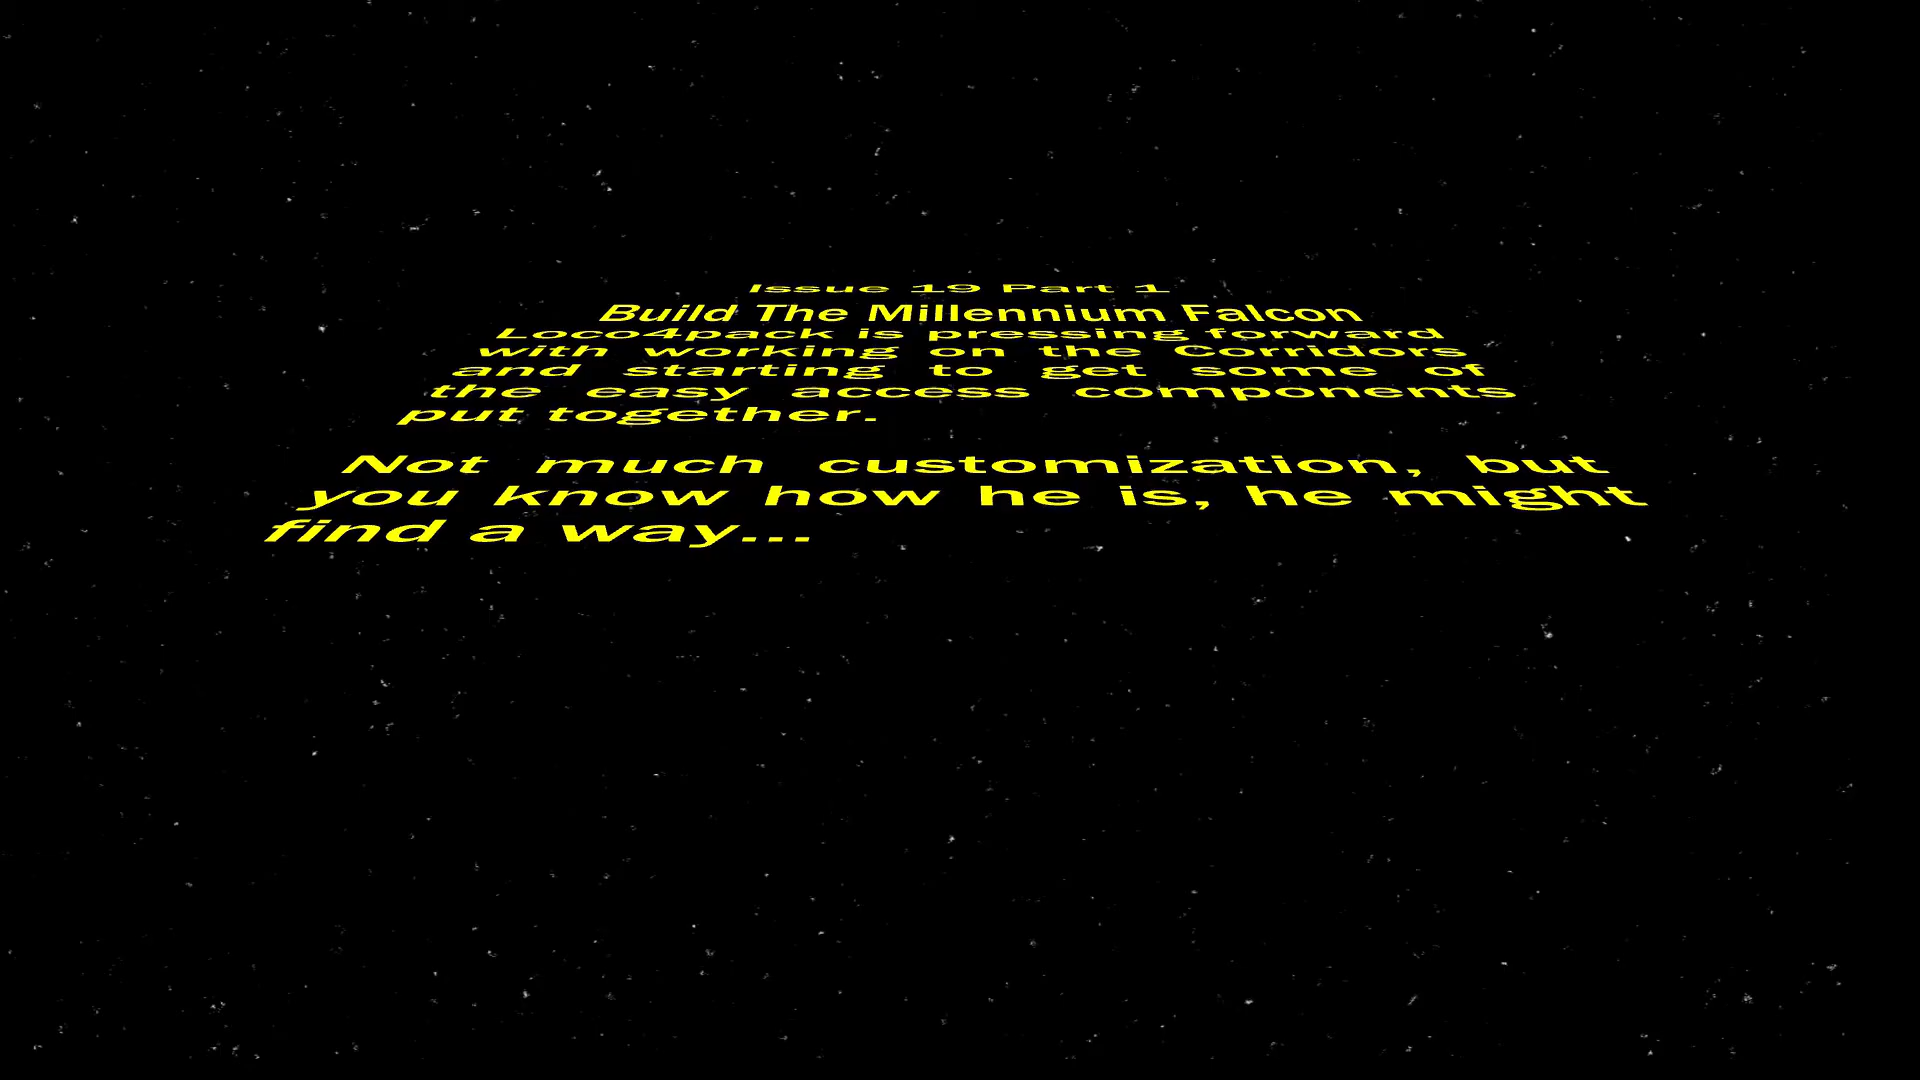 Issue 19 Part 1
Build The Millennium Falcon
Loco4pack is pressing forward
with working on the Corridors
and starting to get some of
the easy access components
put together.
Not much customization, but
you know how he is, he might
find a way...